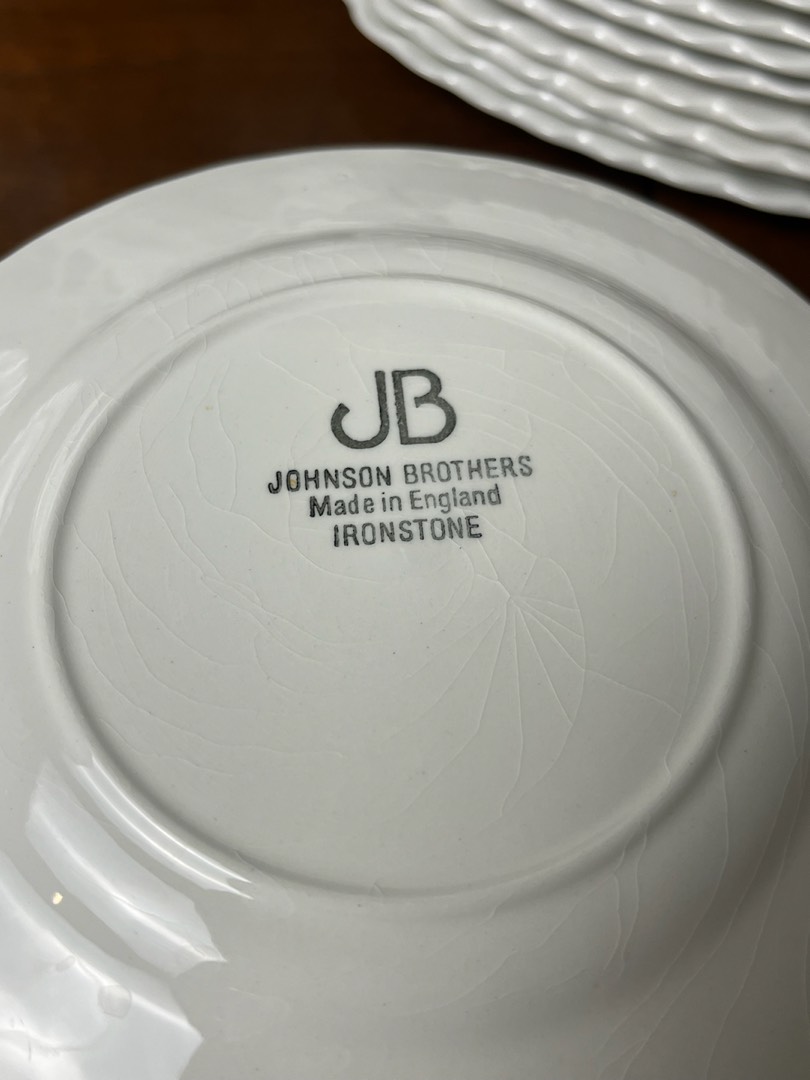 JB
JOHNSON BROTHERS
Made in England
IRONSTONE